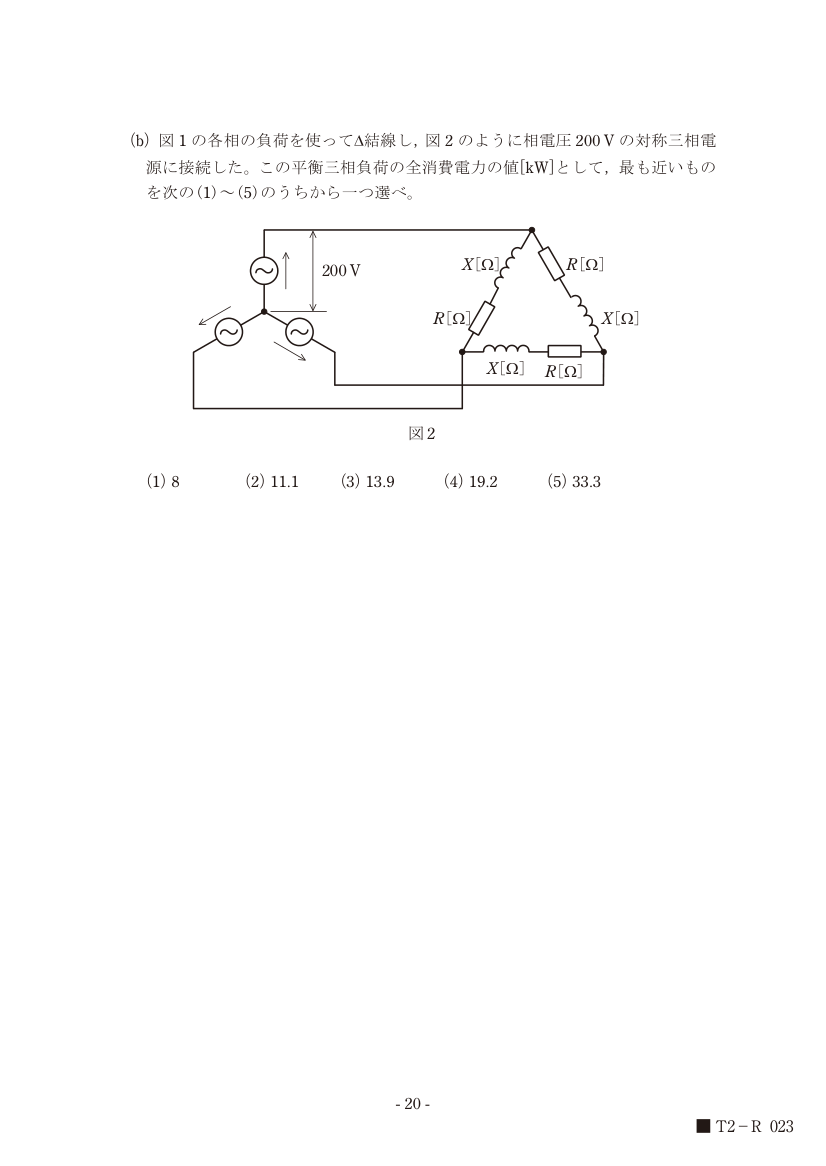 (b) 図 1 の各相の負荷を使ってΔ結線し，図 2 のように相電圧 200 V の対称三相電
源に接続した。この平衡三相負荷の全消費電力の値[kW]として，最も近いもの
を次の(1)～(5)のうちから一つ選べ。
200 V
X[Ω]
R[Ω]
R[Ω]
X[Ω]
X[Ω]
R[Ω]
図 2
(1) 8 (2) 11.1 (3) 13.9 (4) 19.2 (5) 33.3
- 20 -
■ T2－R 023